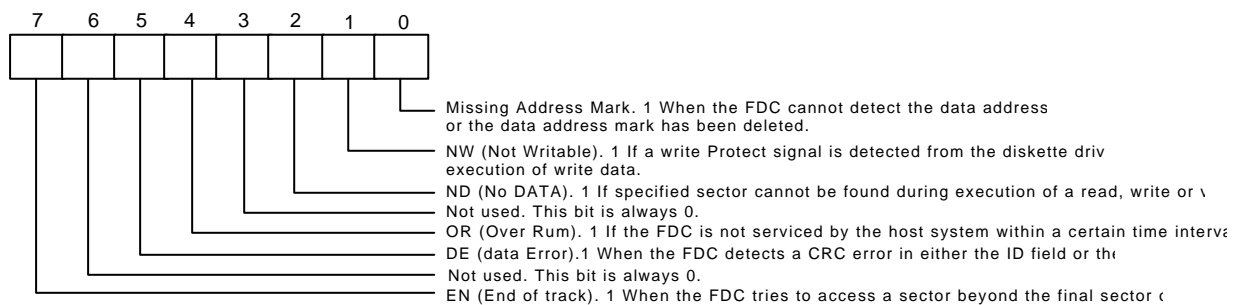 7 6 5 4 3 2 1 0
Missing Address Mark. 1 When the FDC cannot detect the data address
or the data address mark has been deleted.
NW (Not Writable). 1 If a write Protect signal is detected from the diskette driv
execution of write data.
ND (No DATA). 1 If specified sector cannot be found during execution of a read, write or
Not used. This bit is always 0.
OR (Over Rum). 1 If the FDC is not serviced by the host system within a certain time interva
DE (data Error).1 When the FDC detects a CRC error in either the ID field or the
Not used. This bit is always 0.
EN (End of track). 1 When the FDC tries to access a sector beyond the final sector